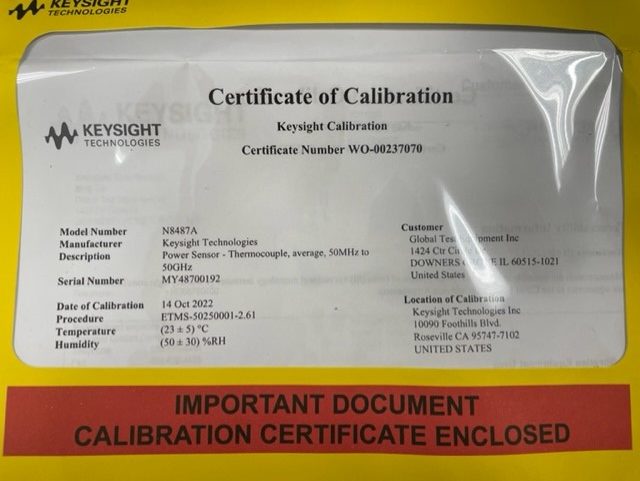 KEYSIGHT
TECHNOLOGIES
Certificate of Calibration
KEYSIGHT
TECHNOLOGIES
Keysight Calibration
Certificate Number WO-00237070
Model Number N8487A
Manufacturer Keysight Technologies
Description Power Sensor - Thermocouple, average, 50MHz to
50GHz
Serial Number MY48700192
Date of Calibration 14 Oct 2022
Procedure ETMS-50250001-2.61
Temperature (23 ± 5) °C
Humidity (50 ± 30) %RH
Customer
Global Test Equipment Inc
1424 Ctr
DOWNERS IL 60515-1021
United States
Location of Calibration
Keysight Technologies Inc
10090 Foothills Blvd.
Roseville CA 95747-7102
UNITED STATES
IMPORTANT DOCUMENT
CALIBRATION CERTIFICATE ENCLOSED